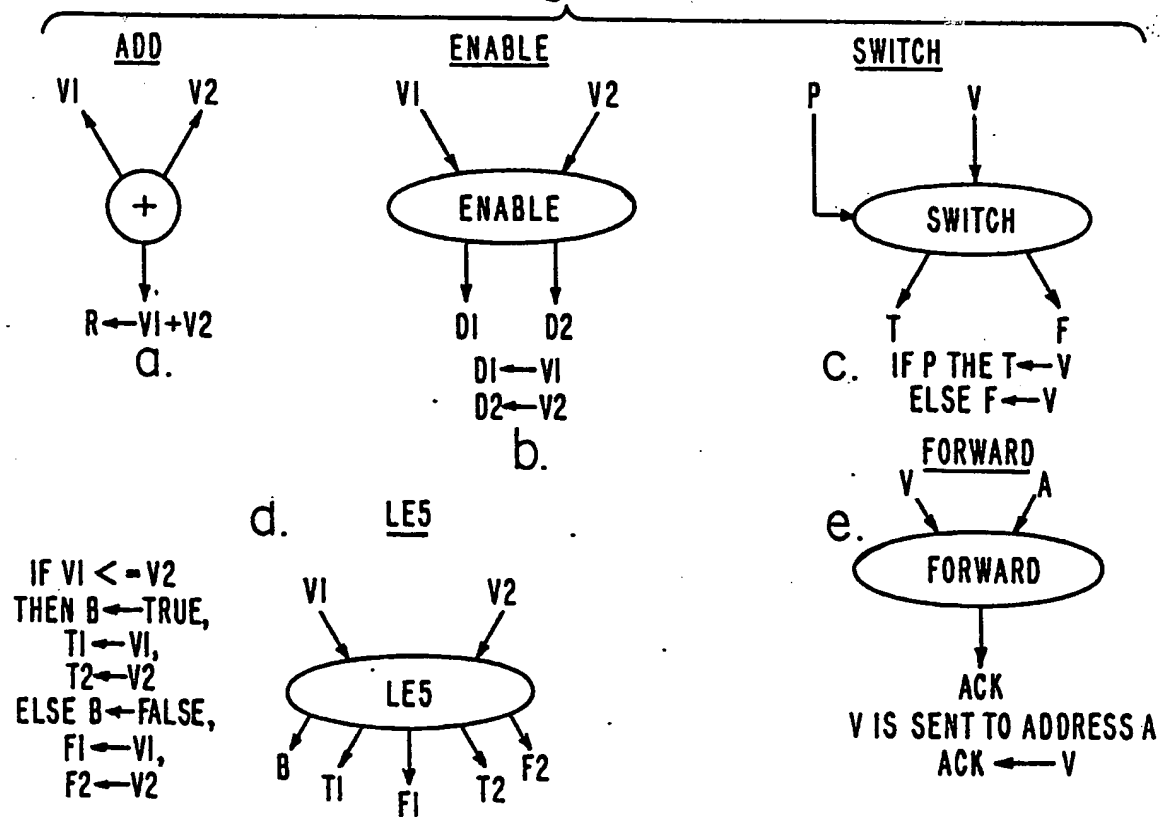 ADD
V1 V2
+
R←V1+V2
a.
ENABLE
V1 V2
ENABLE
D1 D2
D1←V1
D2←V2
b.
SWITCH
P V
SWITCH
T F
c. IF P THE T←V
ELSE F←V
d. LE5
IF V1 <=V2
THEN B←TRUE,
T1←V1,
T2←V2
ELSE B←FALSE,
F1←V1,
F2←V2
V1 V2
LE5
B T1 F1 T2 F2
FORWARD
V A
e.
FORWARD
ACK
V IS SENT TO ADDRESS A
ACK←V